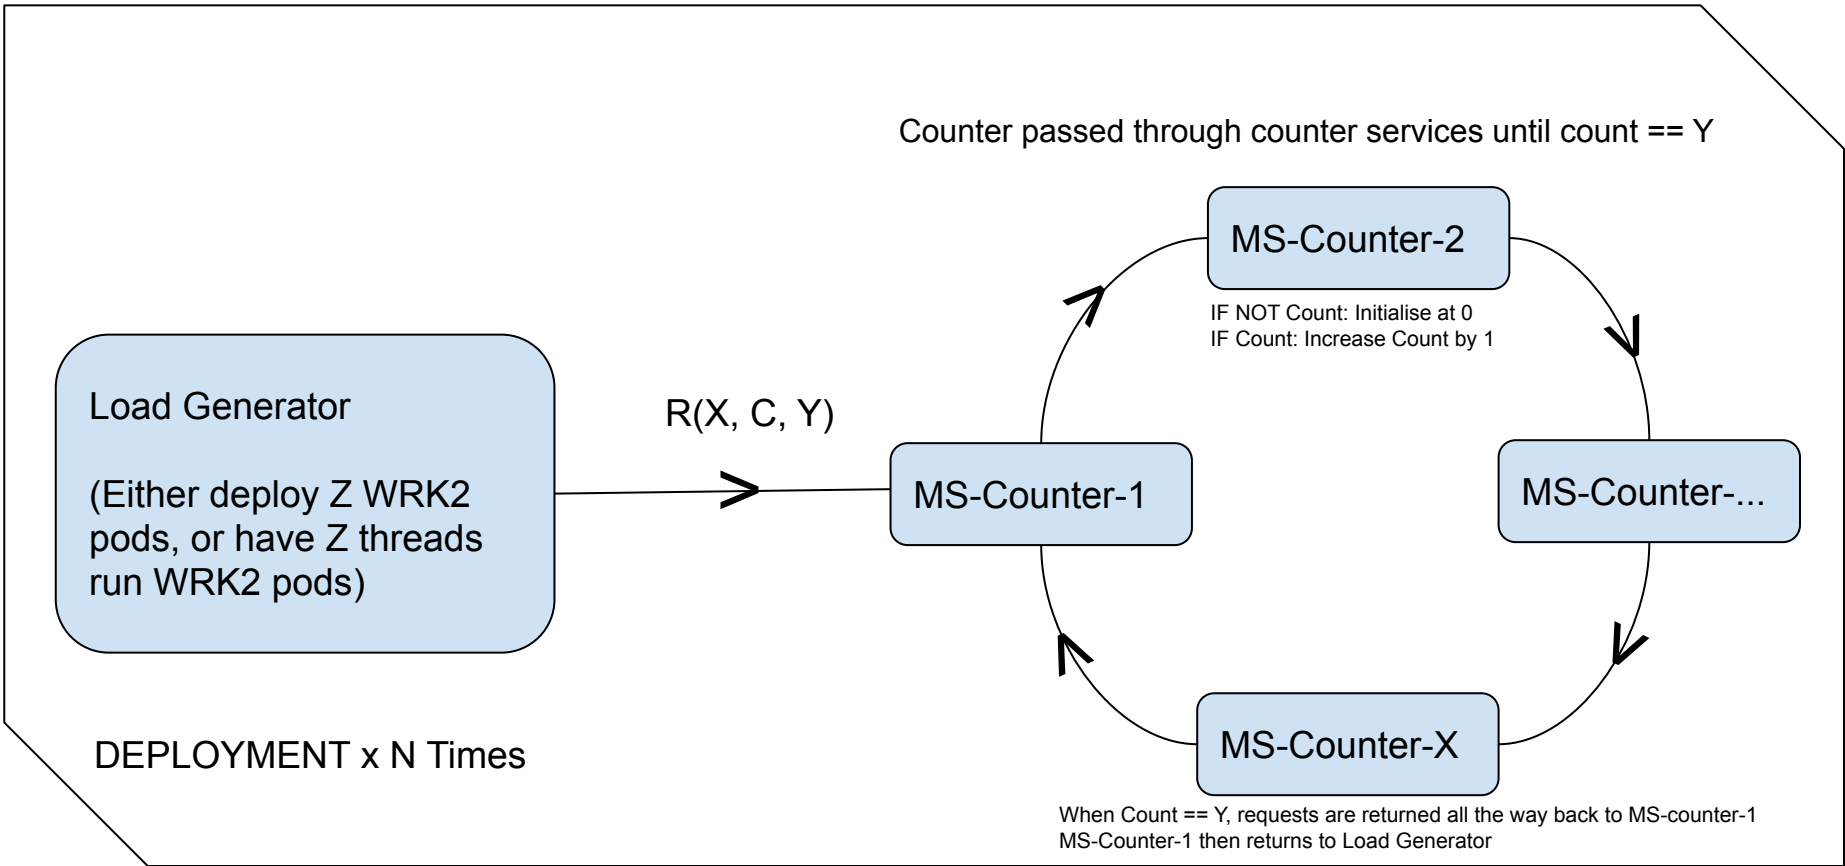 Counter passed through counter services until count == Y
MS-Counter-2
IF NOT Count: Initialise at 0
IF Count: Increase Count by 1
Load Generator
(Either deploy Z WRK2
pods, or have Z threads
run WRK2 pods)
R(X, C, Y)
MS-Counter-1
MS-Counter-...
MS-Counter-X
DEPLOYMENT x N Times
When Count == Y, requests are returned all the way back to MS-counter-1
MS-Counter-1 then returns to Load Generator